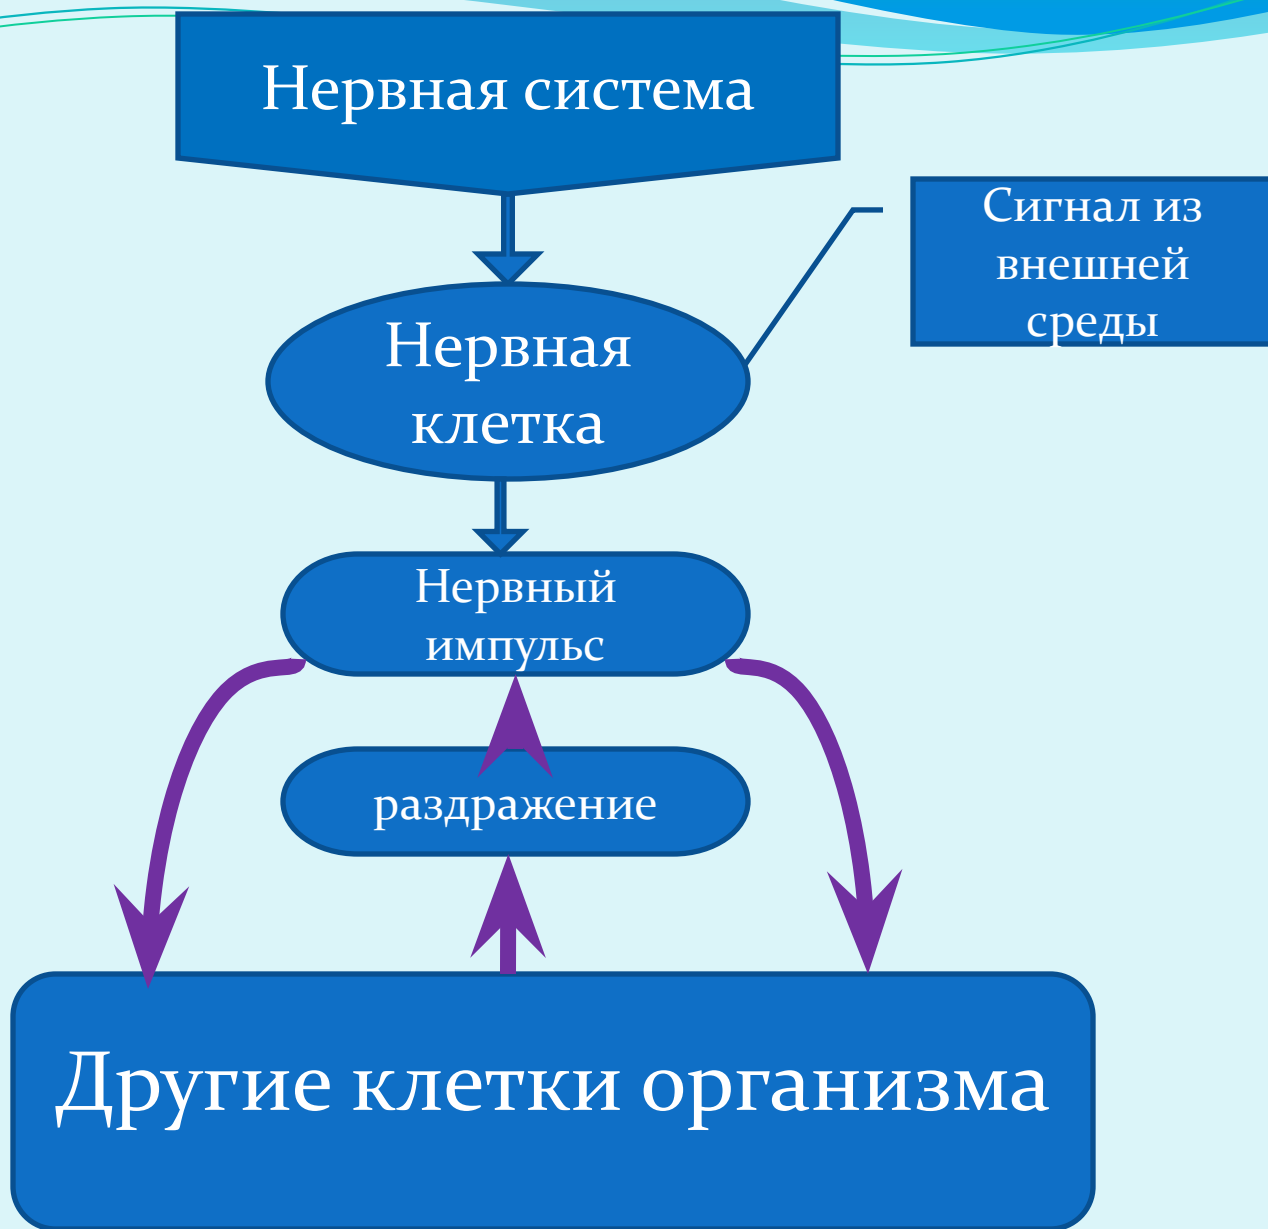 Нервная система
Сигнал из
внешней
среды
Нервная
клетка
Нервный
импульс
раздражение
Другие клетки организма